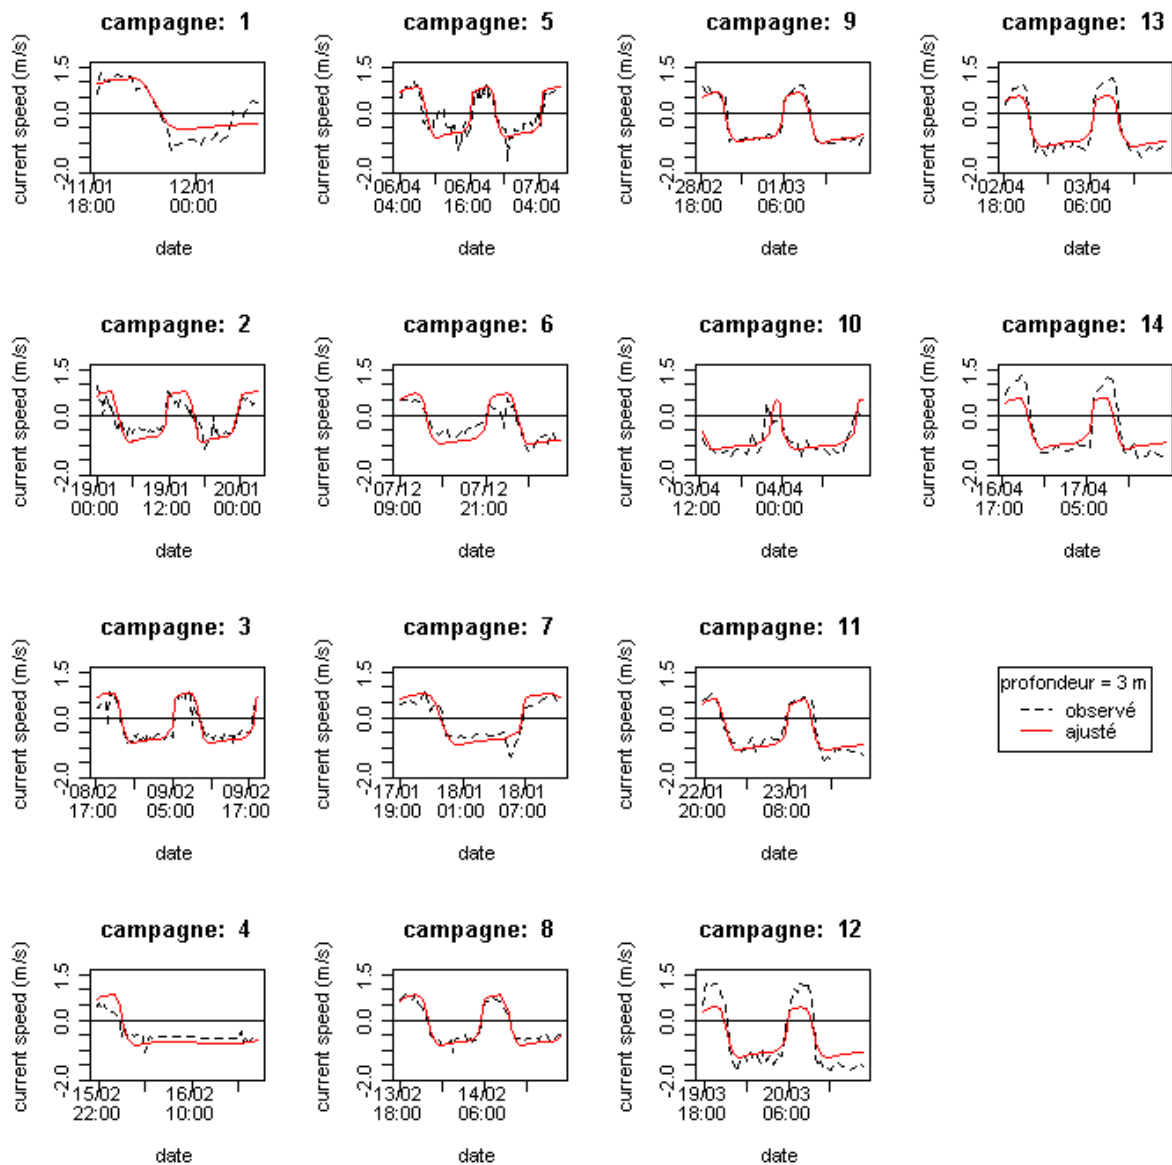 campagne: 1
current speed (m/s)
1.5
0.0
-2.0
11/01
18:00
12/01
00:00
date
campagne: 5
current speed (m/s)
1.5
0.0
-2.0
06/04
04:00
06/04
16:00
07/04
04:00
date
campagne: 9
current speed (m/s)
1.5
0.0
-2.0
28/02
18:00
01/03
06:00
date
campagne: 13
current speed (m/s)
1.5
0.0
-2.0
02/04
18:00
03/04
06:00
date
campagne: 2
current speed (m/s)
1.5
0.0
-2.0
19/01
00:00
19/01
12:00
20/01
00:00
date
campagne: 6
current speed (m/s)
1.5
0.0
-2.0
07/12
09:00
07/12
21:00
date
campagne: 10
current speed (m/s)
1.5
0.0
-2.0
03/04
12:00
04/04
00:00
date
campagne: 14
current speed (m/s)
1.5
0.0
-2.0
16/04
17:00
17/04
05:00
date
campagne: 3
current speed (m/s)
1.5
0.0
-2.0
08/02
17:00
09/02
05:00
09/02
17:00
date
campagne: 7
current speed (m/s)
1.5
0.0
-2.0
17/01
19:00
18/01
01:00
18/01
07:00
date
campagne: 11
current speed (m/s)
1.5
0.0
-2.0
22/01
20:00
23/01
08:00
date
profondeur = 3 m
observé
ajusté
campagne: 4
current speed (m/s)
1.5
0.0
-2.0
15/02
22:00
16/02
10:00
date
campagne: 8
current speed (m/s)
1.5
0.0
-2.0
13/02
18:00
14/02
06:00
date
campagne: 12
current speed (m/s)
1.5
0.0
-2.0
19/03
18:00
20/03
06:00
date